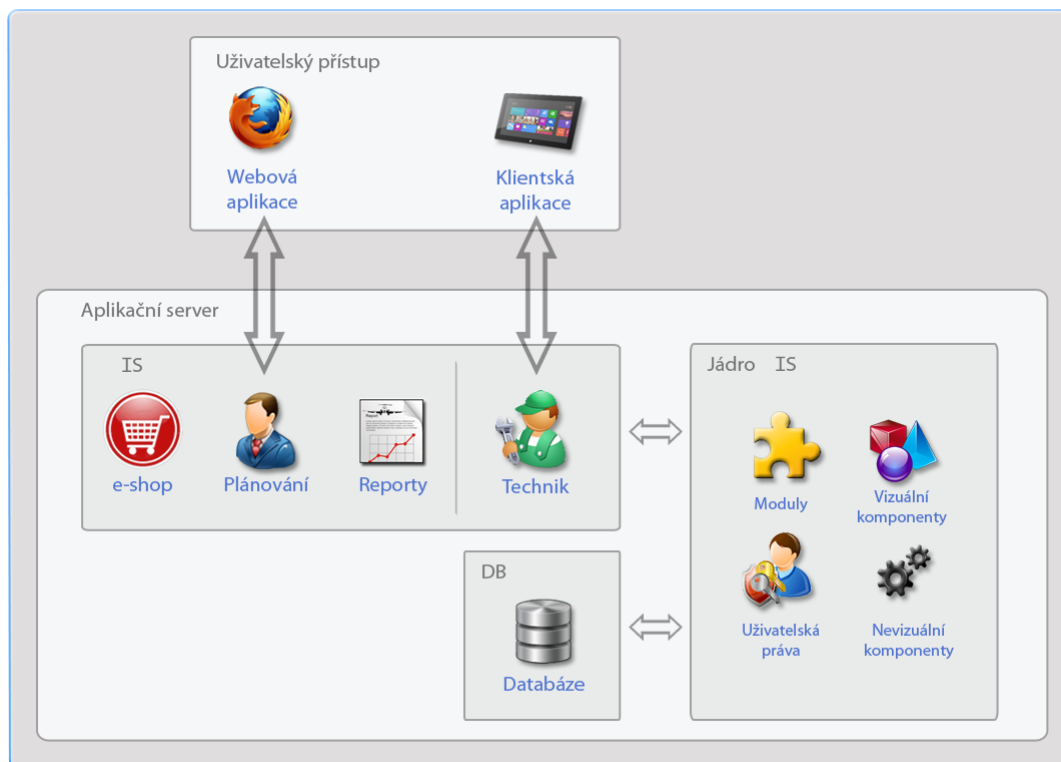 Uživatelský přístup
Webová
aplikace
Klientská
aplikace
Aplikační server
IS
e-shop
Plánování
Reporty
Technik
Jádro IS
Moduly
Vizuální
komponenty
Uživatelská
práva
Nevizuální
komponenty
DB
Databáze